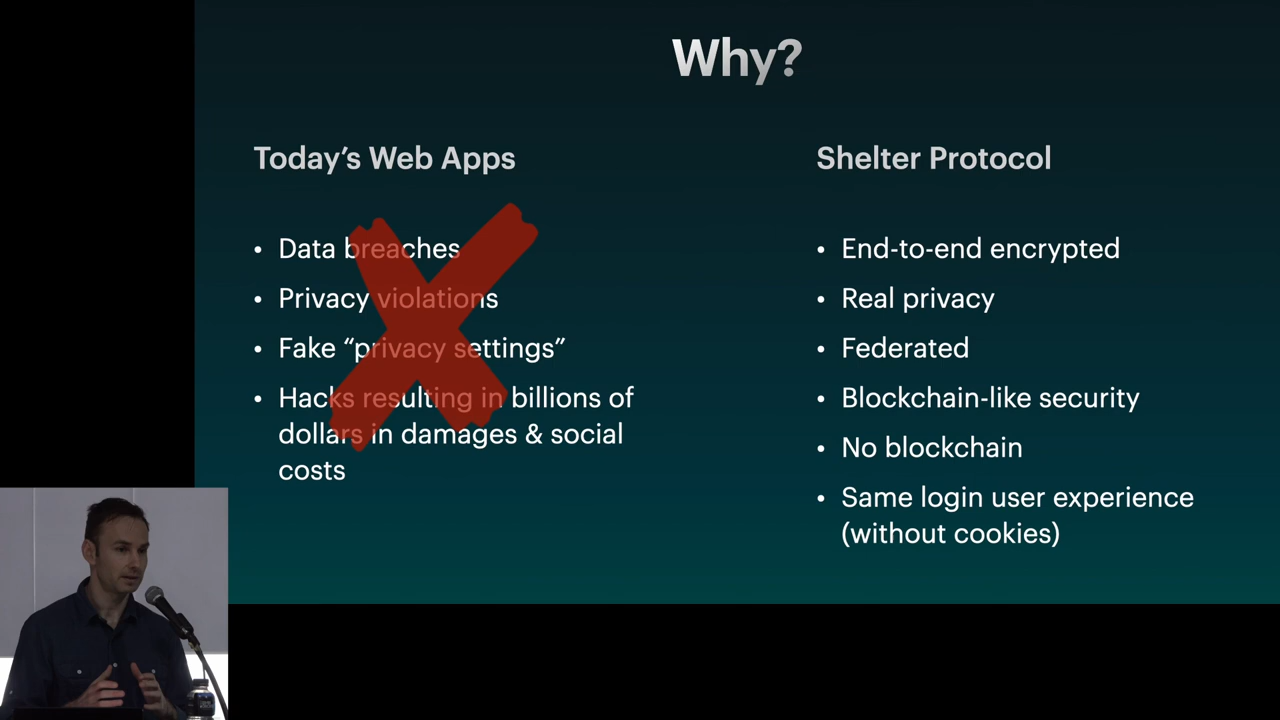 Why?
Today’s Web Apps
• Data breaches
• Privacy violations
• Fake “privacy settings”
• Hacks resulting in billions of
dollars in damages & social
costs
Shelter Protocol
• End-to-end encrypted
• Real privacy
• Federated
• Blockchain-like security
• No blockchain
• Same login user experience
(without cookies)